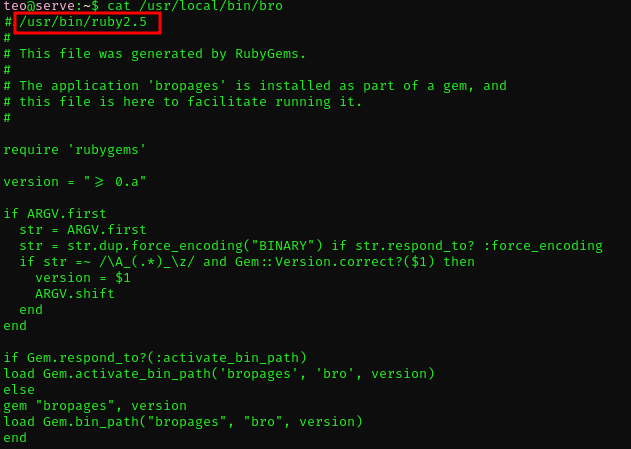 teo@serve:~$ cat /usr/local/bin/bro
# /usr/bin/ruby2.5
#
# This file was generated by RubyGems.
#
# The application 'bropages' is installed as part of a gem, and
# this file is here to facilitate running it.
#
require 'rubygems'
version = "≥ 0.a"
if ARGV.first
  str = ARGV.first
  str = str.dup.force_encoding("BINARY") if str.respond_to? :force_encoding
  if str =~ /\A_(.*)_\z/ and Gem::Version.correct?($1) then
    version = $1
    ARGV.shift
  end
end
if Gem.respond_to?(:activate_bin_path)
load Gem.activate_bin_path('bropages', 'bro', version)
else
gem "bropages", version
load Gem.bin_path("bropages", "bro", version)
end